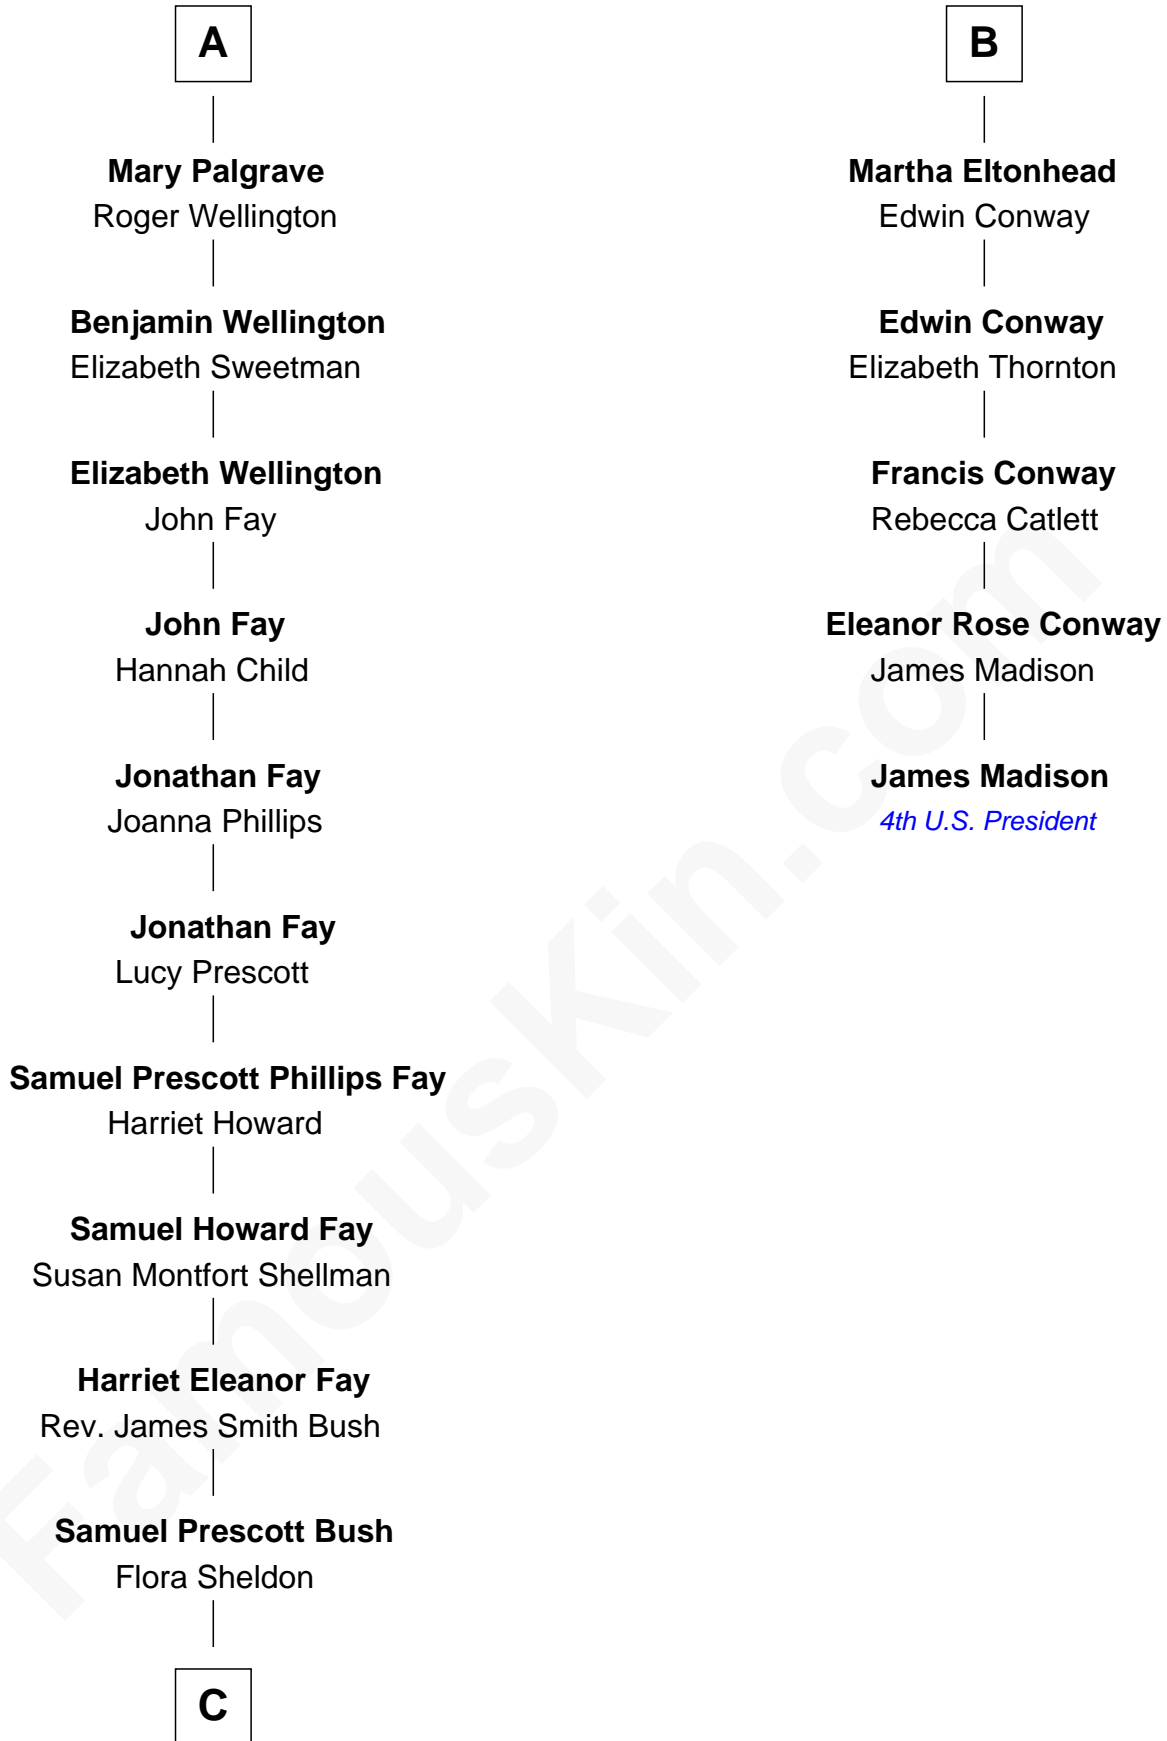 A
Mary Palgrave
Roger Wellington
Benjamin Wellington
Elizabeth Sweetman
Elizabeth Wellington
John Fay
John Fay
Hannah Child
Jonathan Fay
Joanna Phillips
Jonathan Fay
Lucy Prescott
Samuel Prescott Phillips Fay
Harriet Howard
Samuel Howard Fay
Susan Montfort Shellman
Harriet Eleanor Fay
Rev. James Smith Bush
Samuel Prescott Bush
Flora Sheldon
C
B
Martha Eltonhead
Edwin Conway
Edwin Conway
Elizabeth Thornton
Francis Conway
Rebecca Catlett
Eleanor Rose Conway
James Madison
James Madison
4th U.S. President
FamousKin.com